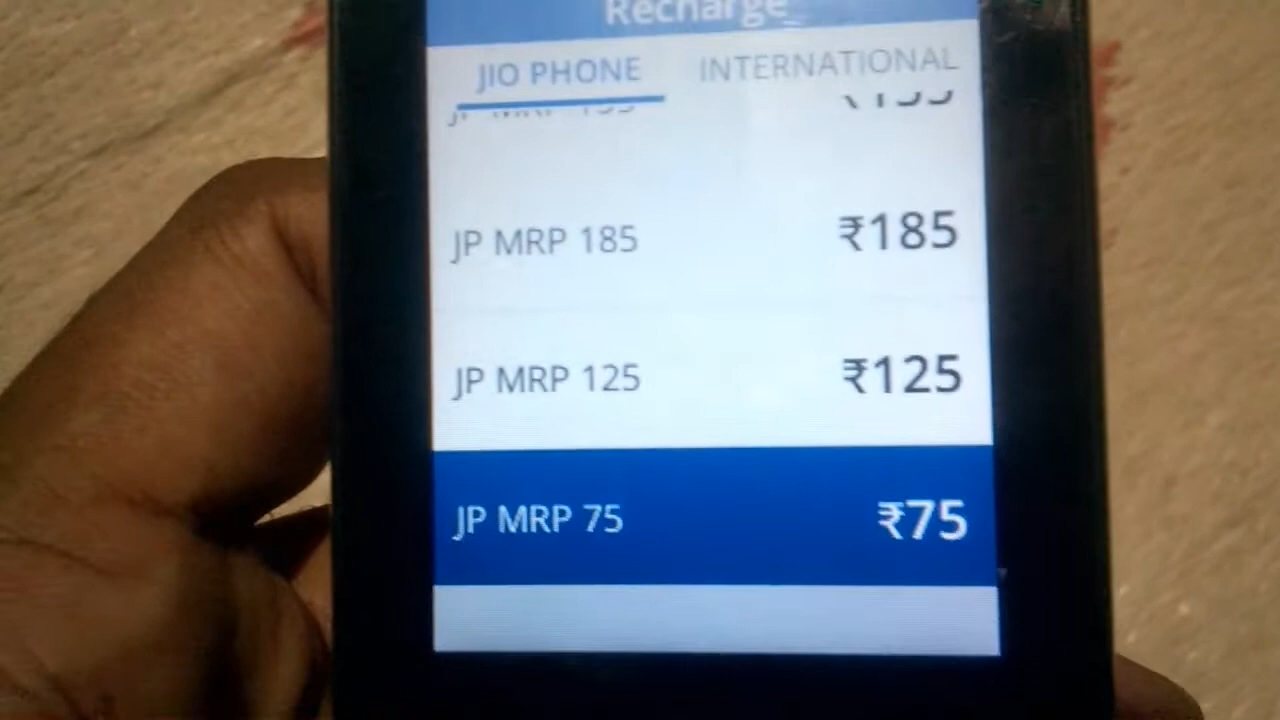 Recharge
JIO PHONE INTERNATIONAL
JP MRP 185 ₹185
JP MRP 125 ₹125
JP MRP 75 ₹75